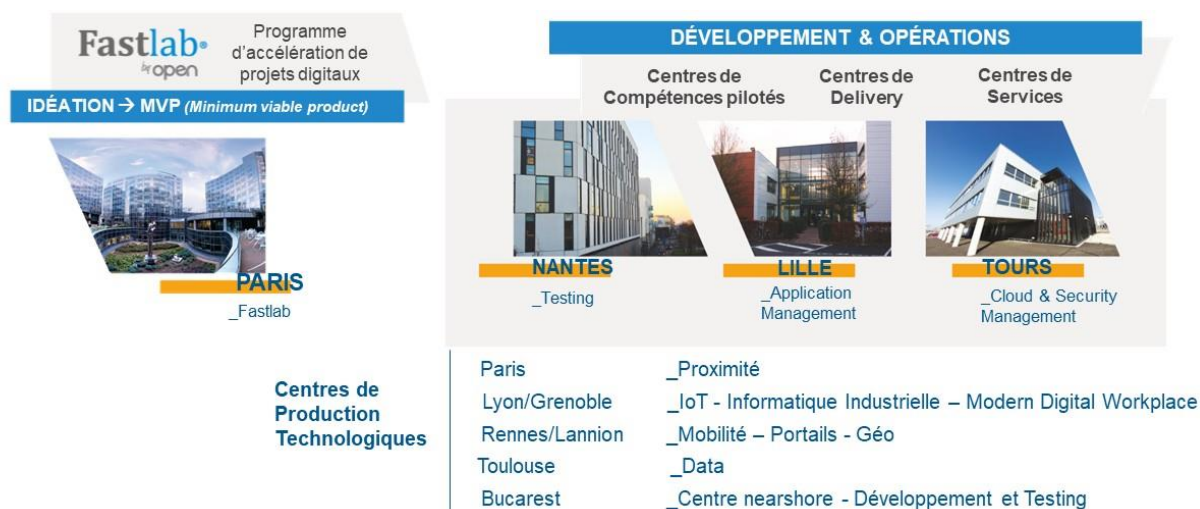 Fastlab®
by open
Programme
d'accélération de
projets digitaux
IDÉATION → MVP (Minimum viable product)
PARIS
_Fastlab
DÉVELOPPEMENT & OPÉRATIONS
Centres de
Compétences pilotés
Centres de
Delivery
Centres de
Services
NANTES
_Testing
LILLE
_Application
Management
TOURS
_Cloud & Security
Management
Centres de
Production
Technologiques
Paris _Proximité
Lyon/Grenoble _IoT - Informatique Industrielle – Modern Digital Workplace
Rennes/Lannion _Mobilité – Portails - Géo
Toulouse _Data
Bucarest _Centre nearshore - Développement et Testing